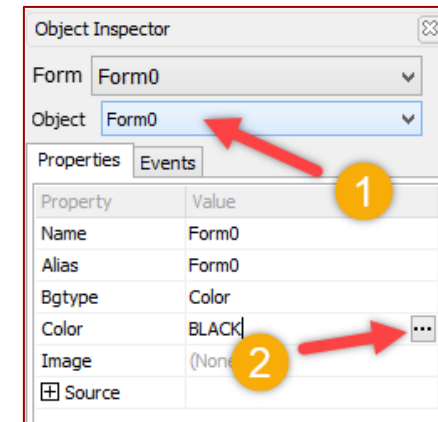 Object Inspector
Form Form0
Object Form0
Properties Events
Property Value
1
Name Form0
Alias Form0
Bgtype Color
Color BLACK ...
Image (None
2
Source